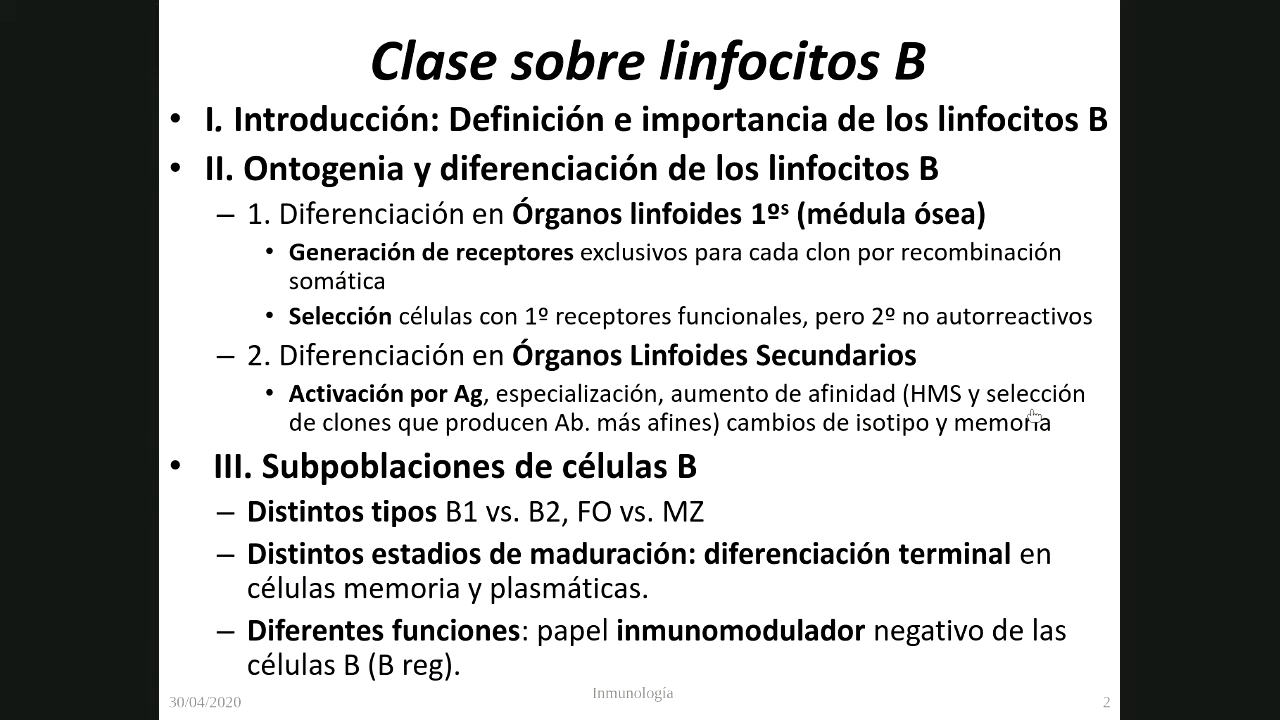 Clase sobre linfocitos B
• I. Introducción: Definición e importancia de los linfocitos B
• II. Ontogenia y diferenciación de los linfocitos B
– 1. Diferenciación en Órganos linfoides 1ºˢ (médula ósea)
• Generación de receptores exclusivos para cada clon por recombinación
somática
• Selección células con 1º receptores funcionales, pero 2º no autorreactivos
– 2. Diferenciación en Órganos Linfoides Secundarios
• Activación por Ag, especialización, aumento de afinidad (HMS y selección
de clones que producen Ab. más afines) cambios de isotipo y memoria
• III. Subpoblaciones de células B
– Distintos tipos B1 vs. B2, FO vs. MZ
– Distintos estadios de maduración: diferenciación terminal en
células memoria y plasmáticas.
– Diferentes funciones: papel inmunomodulador negativo de las
células B (B reg).
30/04/2020
Inmunología
2